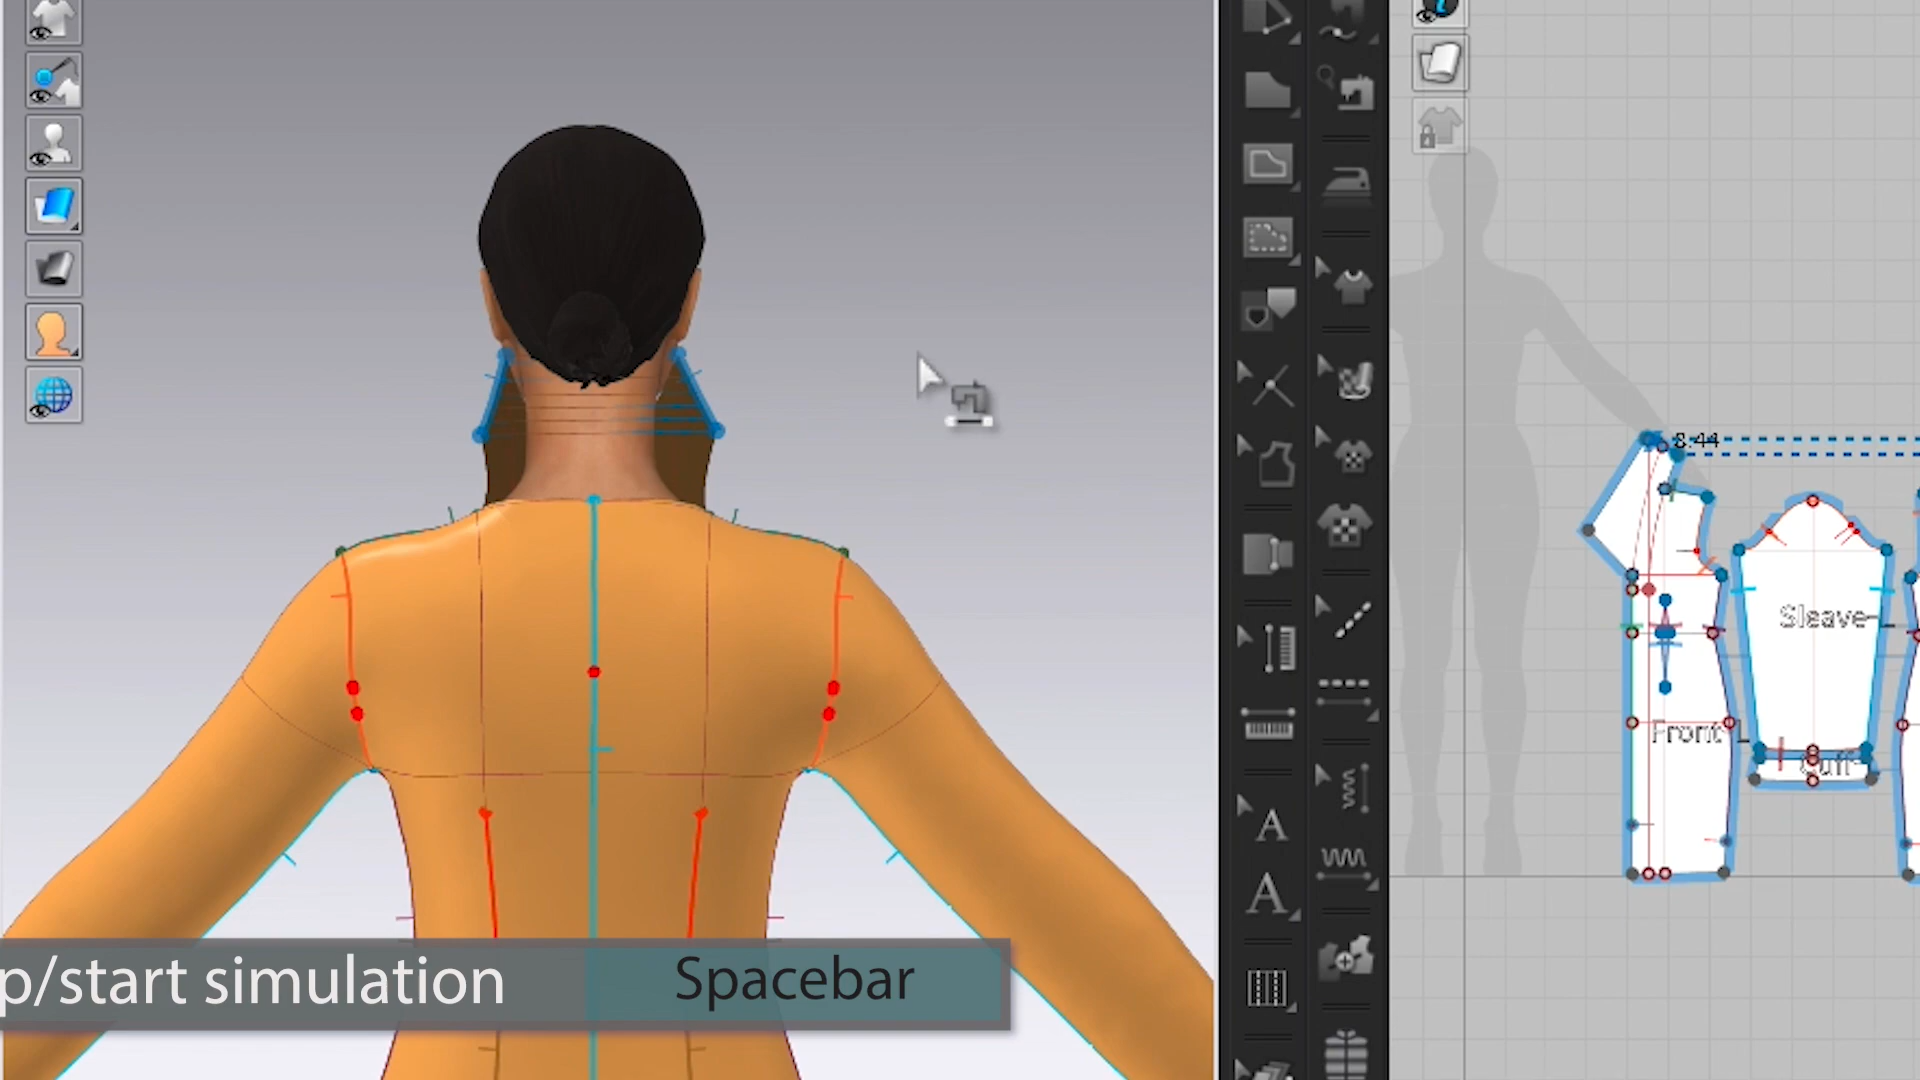 8.44
Sleave
Front
Cuff
A
A
p/start simulation
Spacebar